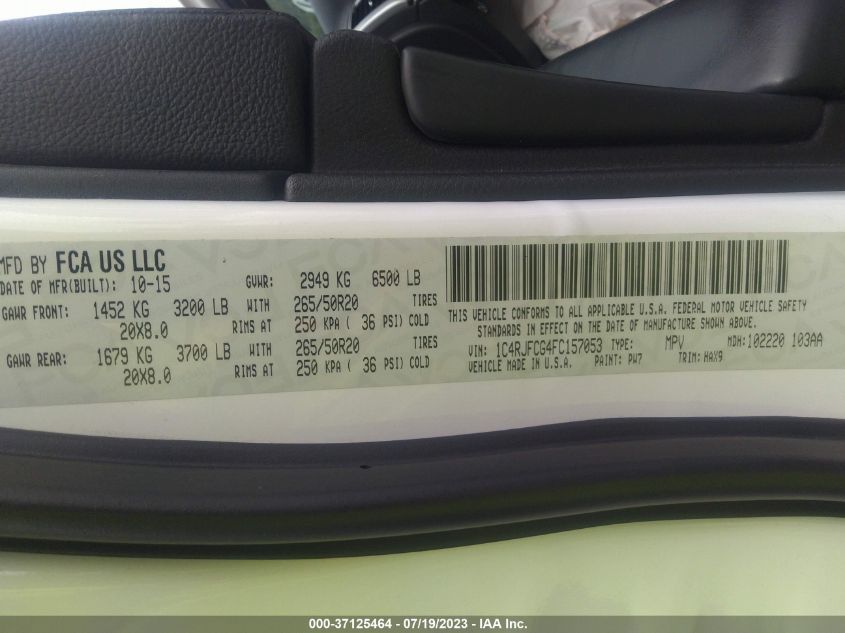 MFD BY FCA US LLC
DATE OF MFR(BUILT): 10-15 GVWR: 2949 KG 6500 LB
GAWR FRONT: 1452 KG 3200 LB WITH 265/50R20 TIRES
20X8.0 RIMS AT 250 KPA ( 36 PSI) COLD
GAWR REAR: 1679 KG 3700 LB WITH 265/50R20 TIRES
20X8.0 RIMS AT 250 KPA ( 36 PSI) COLD
THIS VEHICLE CONFORMS TO ALL APPLICABLE U.S.A. FEDERAL MOTOR VEHICLE SAFETY
STANDARDS IN EFFECT ON THE DATE OF MANUFACTURE SHOWN ABOVE.
VIN: 1C4RJFCG4FC157053 TYPE: MPV MDH: 102220 103AA
VEHICLE MADE IN U.S.A. PAINT: PW7 TRIM: HAX9
000-37125464 - 07/19/2023 - IAA Inc.